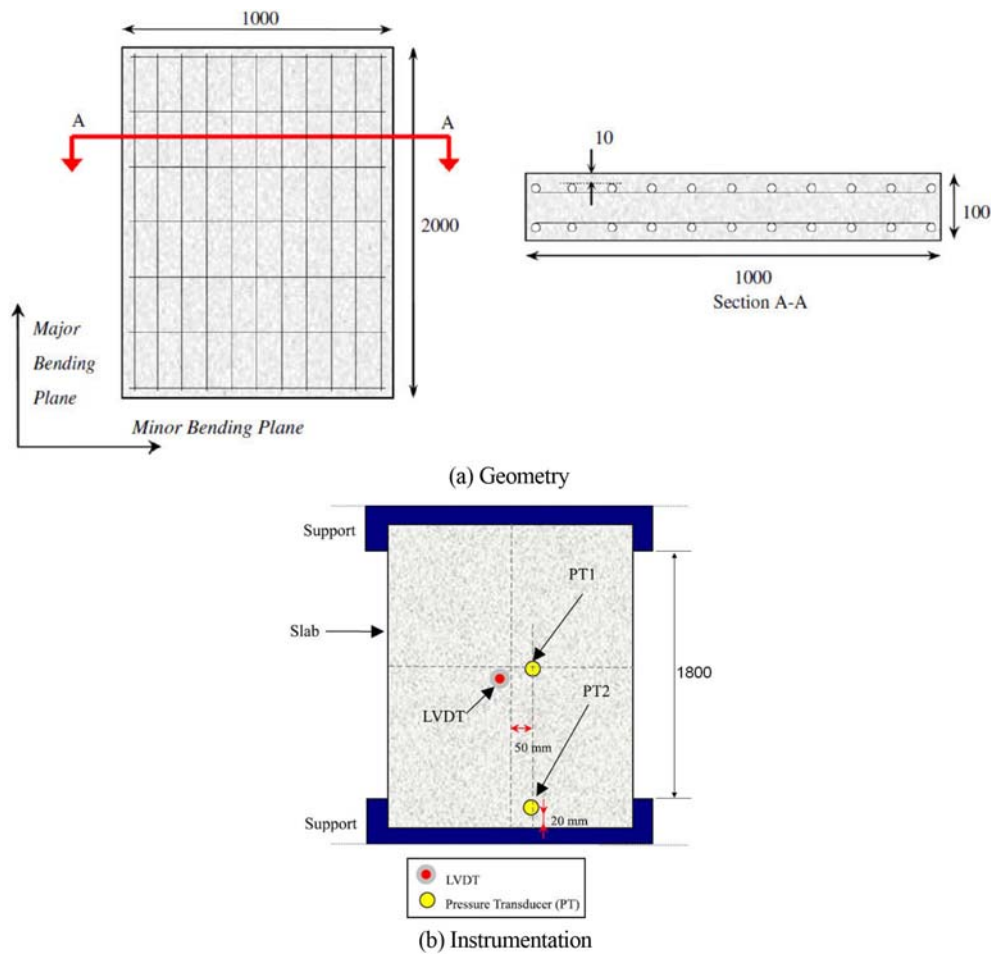 1000
A
A
2000
Major
Bending
Plane
Minor Bending Plane
10
100
1000
Section A-A
(a) Geometry
Support
PT1
Slab
1800
PT2
LVDT
50 mm
20 mm
Support
LVDT
Pressure Transducer (PT)
(b) Instrumentation